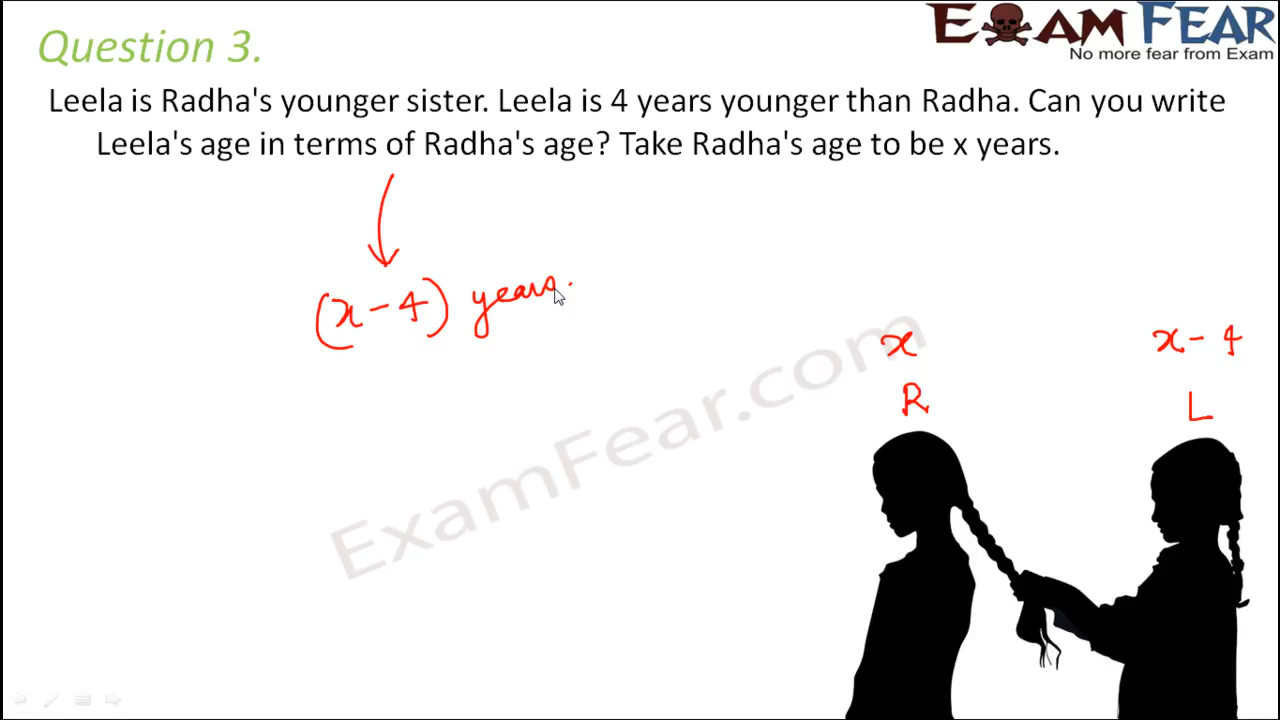 EXAM FEAR
No more fear from Exam
Question 3.
Leela is Radha's younger sister. Leela is 4 years younger than Radha. Can you write
Leela's age in terms of Radha's age? Take Radha's age to be x years.
(x-4) years.
x
x-4
R
L
ExamFear.com